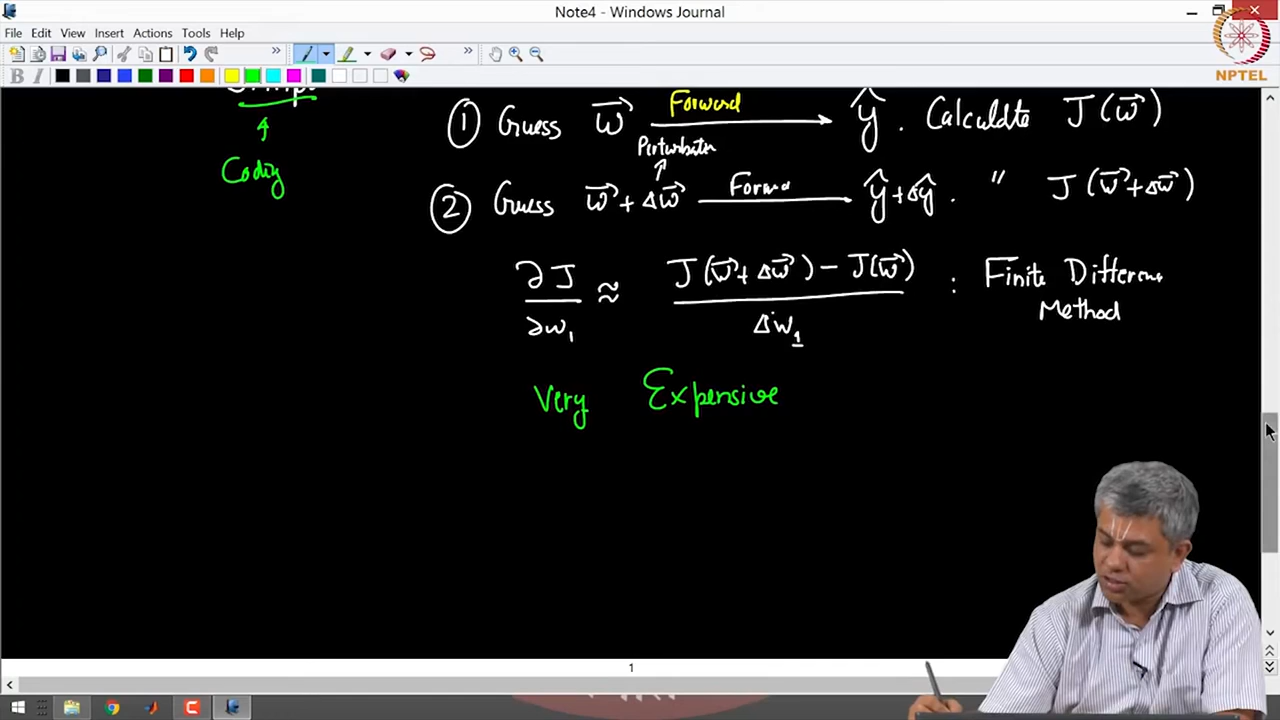 Note4 - Windows Journal
File Edit View Insert Actions Tools Help
NPTEL
① Guess w⃗ Forward ŷ. Calculate J(w⃗)
Coding
Perturbation
② Guess w⃗ + Δw⃗ Forward ŷ + Δŷ. " J(w⃗ + Δw⃗)
∂J/∂w₁ ≈ (J(w⃗ + Δw⃗) − J(w⃗))/Δw₁ : Finite Difference
Method
Very Expensive
1